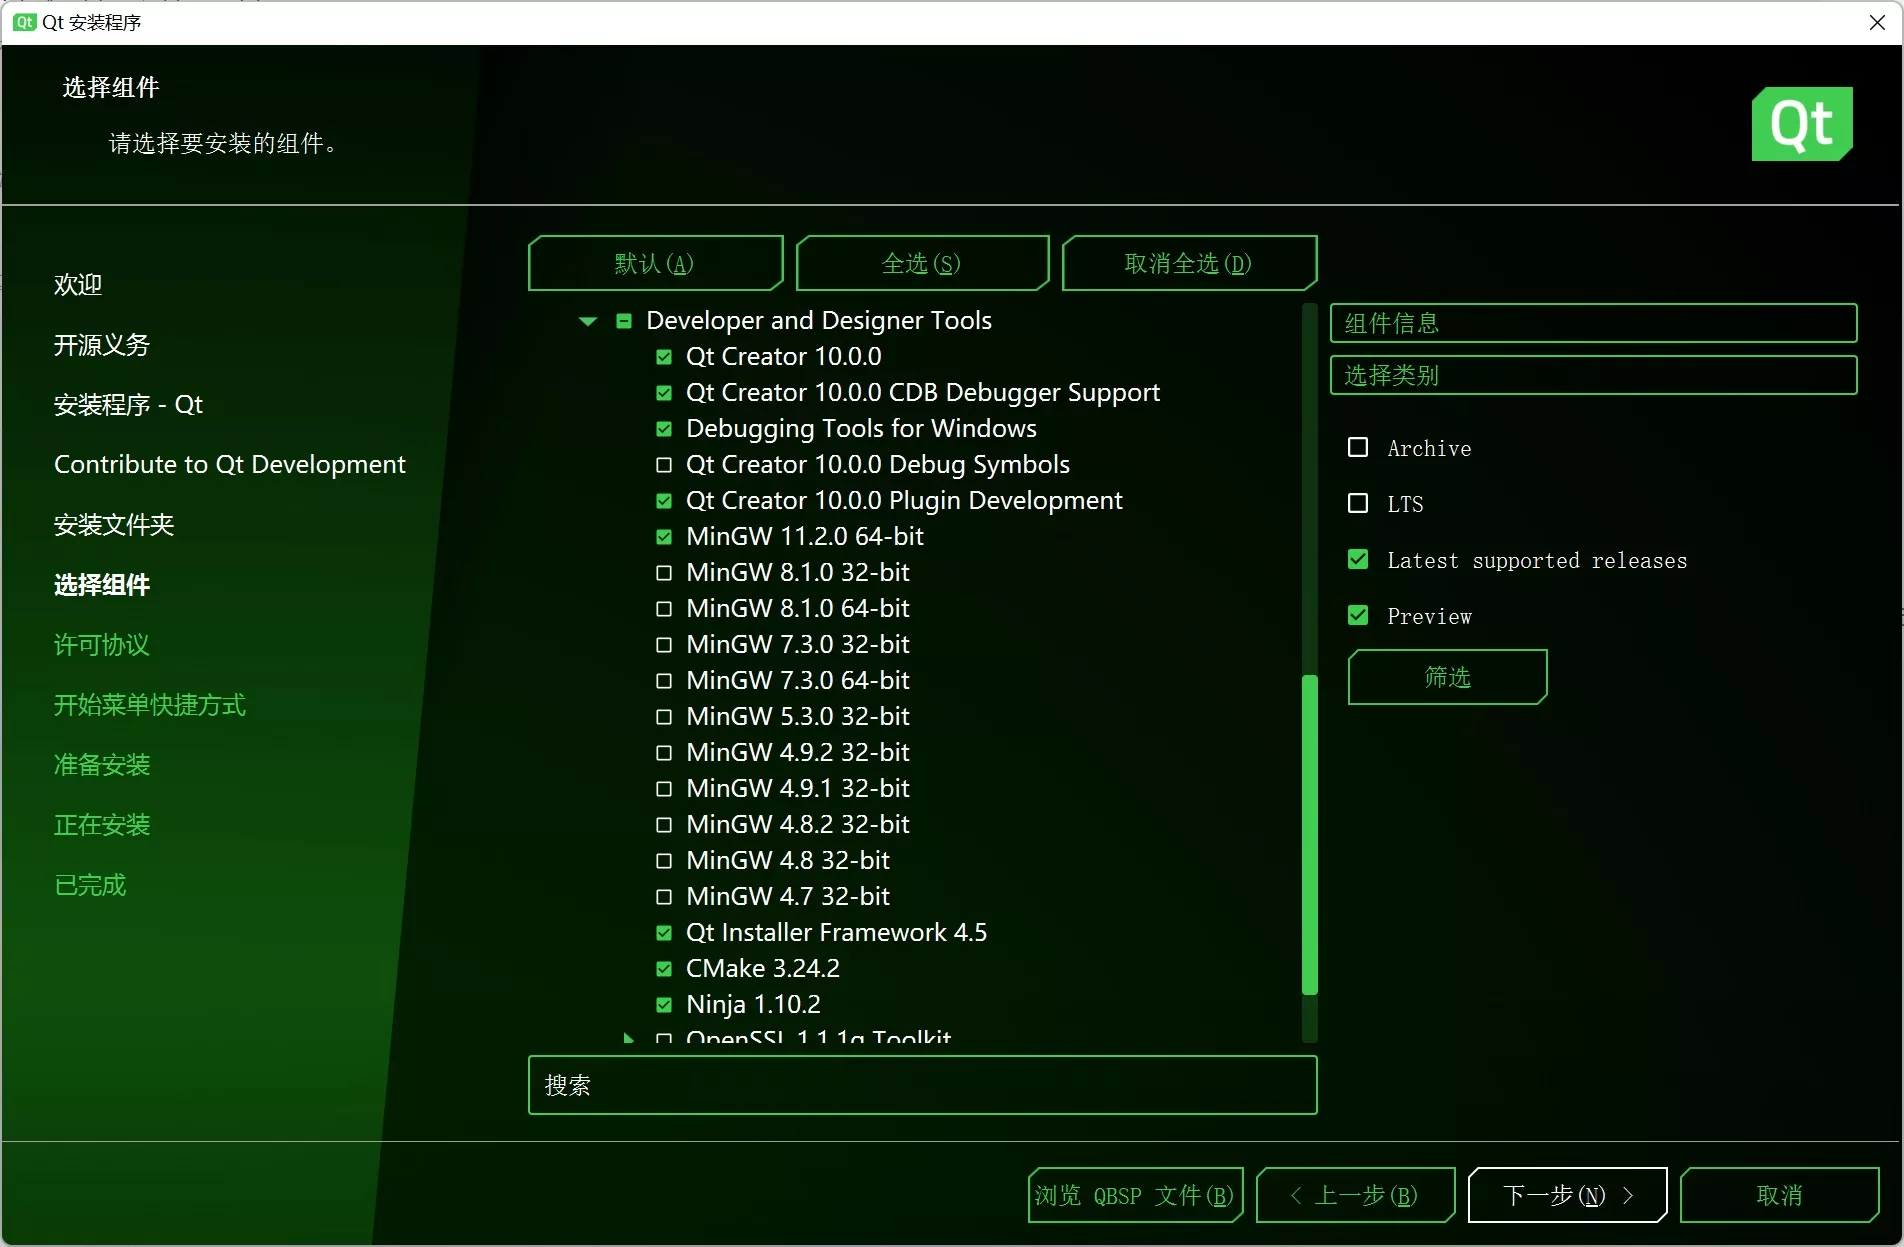 Qt 安装程序
选择组件
请选择要安装的组件。
Qt
欢迎
开源义务
安装程序 - Qt
Contribute to Qt Development
安装文件夹
选择组件
许可协议
开始菜单快捷方式
准备安装
正在安装
已完成
默认(A)
全选(S)
取消全选(D)
Developer and Designer Tools
Qt Creator 10.0.0
Qt Creator 10.0.0 CDB Debugger Support
Debugging Tools for Windows
Qt Creator 10.0.0 Debug Symbols
Qt Creator 10.0.0 Plugin Development
MinGW 11.2.0 64-bit
MinGW 8.1.0 32-bit
MinGW 8.1.0 64-bit
MinGW 7.3.0 32-bit
MinGW 7.3.0 64-bit
MinGW 5.3.0 32-bit
MinGW 4.9.2 32-bit
MinGW 4.9.1 32-bit
MinGW 4.8.2 32-bit
MinGW 4.8 32-bit
MinGW 4.7 32-bit
Qt Installer Framework 4.5
CMake 3.24.2
Ninja 1.10.2
OpenSSL 1.1.1q Toolkit
搜索
组件信息
选择类别
Archive
LTS
Latest supported releases
Preview
筛选
浏览 QBSP 文件(B)
< 上一步(B)
下一步(N) >
取消